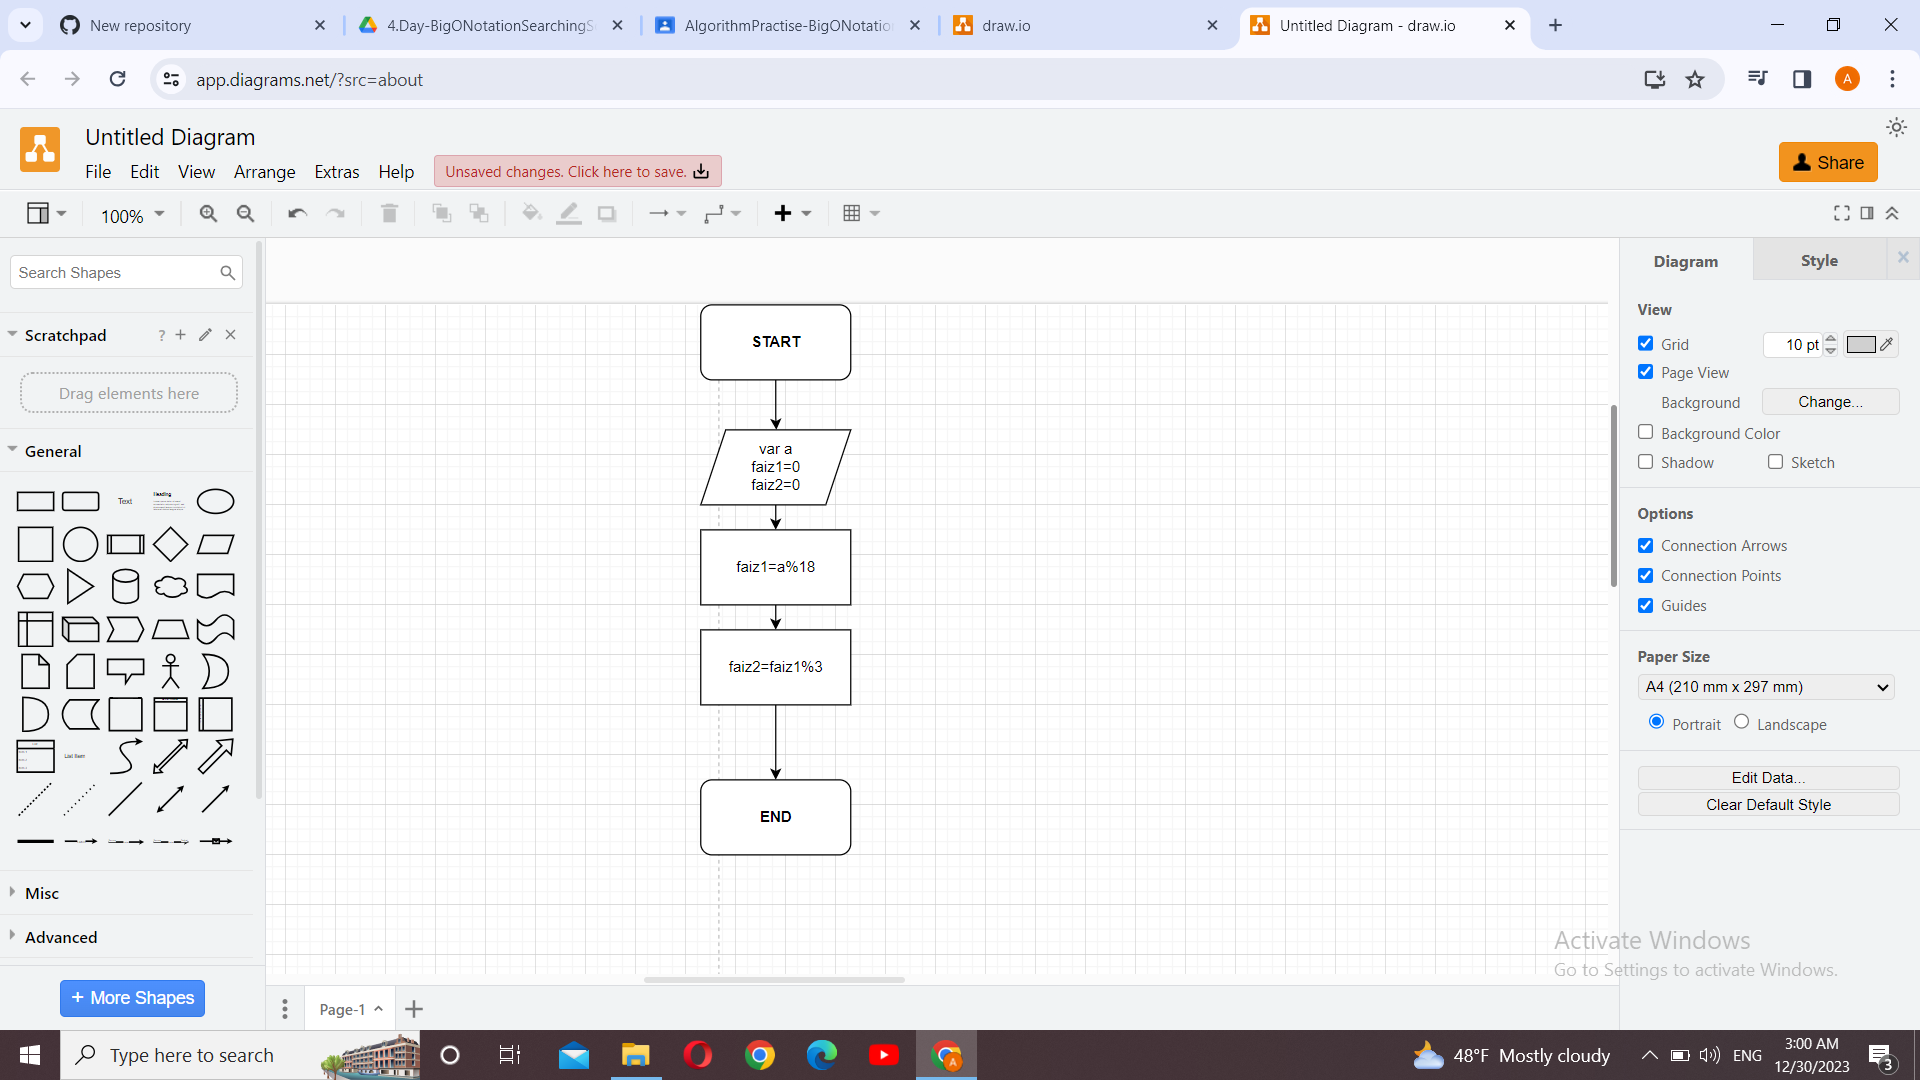 New repository
4.Day-BigONotationSearchingS
AlgorithmPractise-BigONotatio
draw.io
Untitled Diagram - draw.io
app.diagrams.net/?src=about
A
Untitled Diagram
File Edit View Arrange Extras Help
Unsaved changes. Click here to save.
Share
100%
Search Shapes
Scratchpad
?
Drag elements here
General
Text
Heading
List Item
Misc
Advanced
+ More Shapes
START
var a
faiz1=0
faiz2=0
faiz1=a%18
faiz2=faiz1%3
END
Page-1
Diagram
Style
View
Grid
10 pt
Page View
Background
Change...
Background Color
Shadow
Sketch
Options
Connection Arrows
Connection Points
Guides
Paper Size
A4 (210 mm x 297 mm)
Portrait
Landscape
Edit Data...
Clear Default Style
Activate Windows
Go to Settings to activate Windows.
Type here to search
A
48°F Mostly cloudy
ENG
3:00 AM
12/30/2023
3